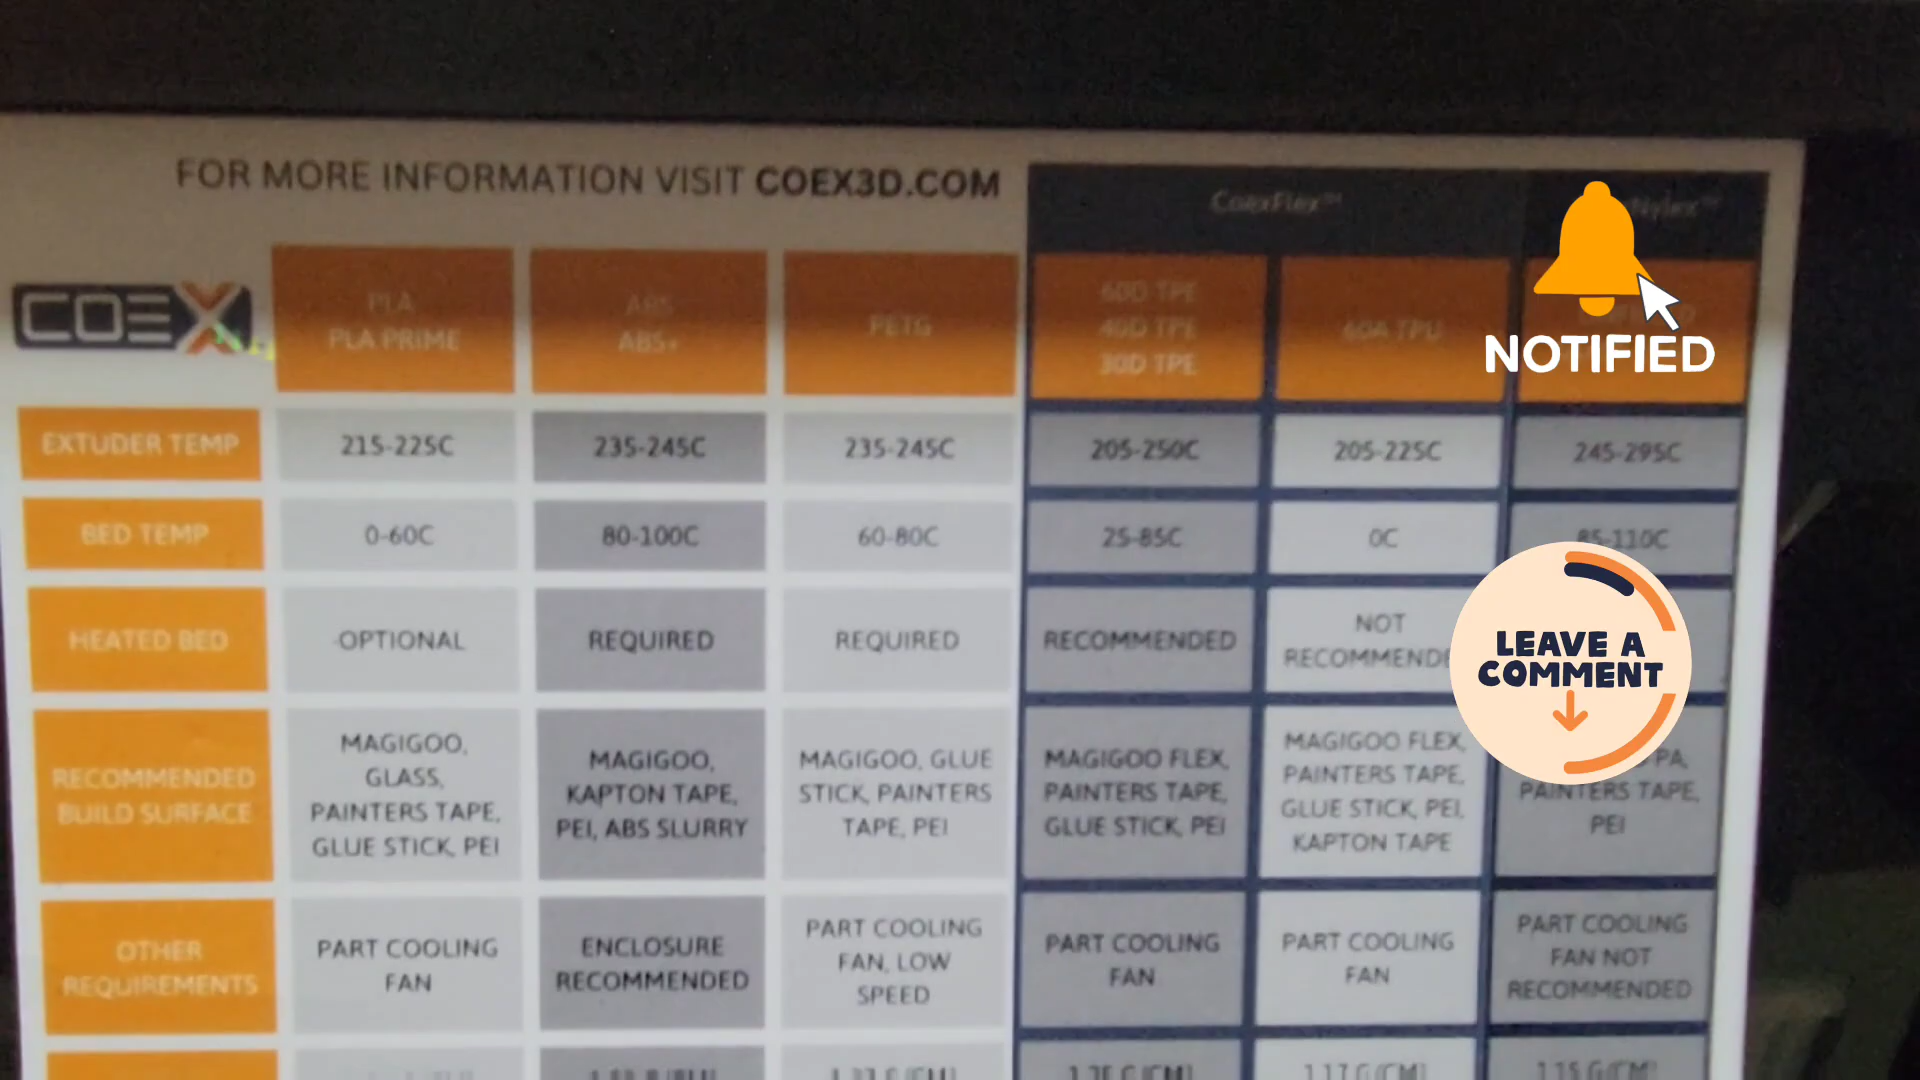 FOR MORE INFORMATION VISIT COEX3D.COM
CoexFlex™
COEX
PLA
PLA PRIME
ABS
ABS+
PETG
60D TPE
40D TPE
30D TPE
60A TPU
NOTIFIED
EXTUDER TEMP
215-225C
235-245C
235-245C
205-250C
205-225C
245-295C
BED TEMP
0-60C
80-100C
60-80C
25-85C
0C
85-110C
HEATED BED
OPTIONAL
REQUIRED
REQUIRED
RECOMMENDED
NOT
LEAVE A
COMMENT
RECOMMENDED
BUILD SURFACE
MAGIGOO,
GLASS,
PAINTERS TAPE,
GLUE STICK, PEI
MAGIGOO,
KAPTON TAPE,
PEI, ABS SLURRY
MAGIGOO, GLUE
STICK, PAINTERS
TAPE, PEI
MAGIGOO FLEX,
PAINTERS TAPE,
GLUE STICK, PEI
MAGIGOO FLEX,
PAINTERS TAPE,
GLUE STICK, PEI,
KAPTON TAPE
PA,
PAINTERS TAPE,
PEI
OTHER
REQUIREMENTS
PART COOLING
FAN
ENCLOSURE
RECOMMENDED
PART COOLING
FAN, LOW
SPEED
PART COOLING
FAN
PART COOLING
FAN
PART COOLING
FAN NOT
RECOMMENDED